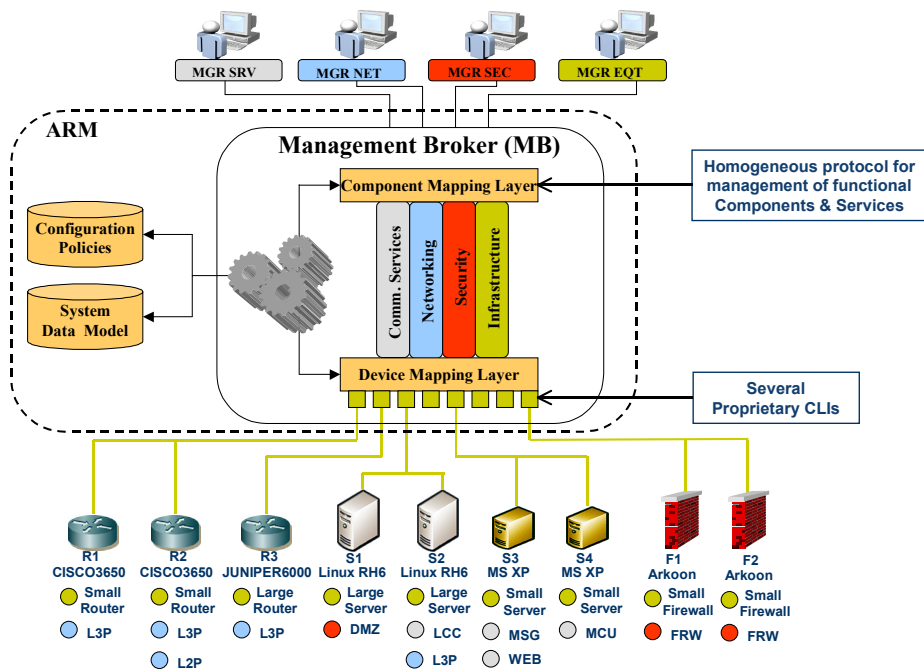 MGR SRV
MGR NET
MGR SEC
MGR EQT
ARM
Management Broker (MB)
Component Mapping Layer
Homogeneous protocol for
management of functional
Components & Services
Configuration
Policies
System
Data Model
Comm. Services
Networking
Security
Infrastructure
Device Mapping Layer
Several
Proprietary CLIs
R1
CISCO3650
Small
Router
L3P
R2
CISCO3650
Small
Router
L3P
L2P
R3
JUNIPER6000
Large
Router
L3P
S1
Linux RH6
Large
Server
DMZ
S2
Linux RH6
Large
Server
LCC
L3P
S3
MS XP
Small
Server
MSG
WEB
S4
MS XP
Small
Server
MCU
F1
Arkoon
Small
Firewall
FRW
F2
Arkoon
Small
Firewall
FRW